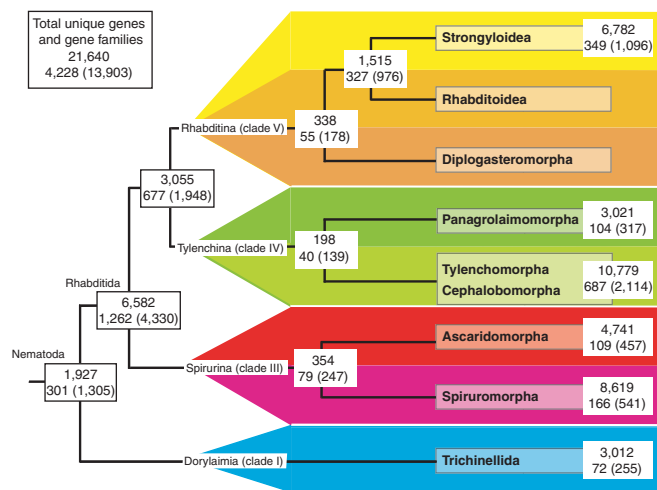 Total unique genes
and gene families
21,640
4,228 (13,903)
Strongyloidea
6,782
349 (1,096)
1,515
327 (976)
Rhabditoidea
Rhabditina (clade V)
338
55 (178)
Diplogasteromorpha
3,055
677 (1,948)
Panagrolaimomorpha
3,021
104 (317)
Tylenchina (clade IV)
198
40 (139)
Tylenchomorpha
Cephalobomorpha
10,779
687 (2,114)
Rhabditida
6,582
1,262 (4,330)
Ascaridomorpha
4,741
109 (457)
Nematoda
1,927
301 (1,305)
Spirurina (clade III)
354
79 (247)
Spiruromorpha
8,619
166 (541)
Dorylaimia (clade I)
Trichinellida
3,012
72 (255)